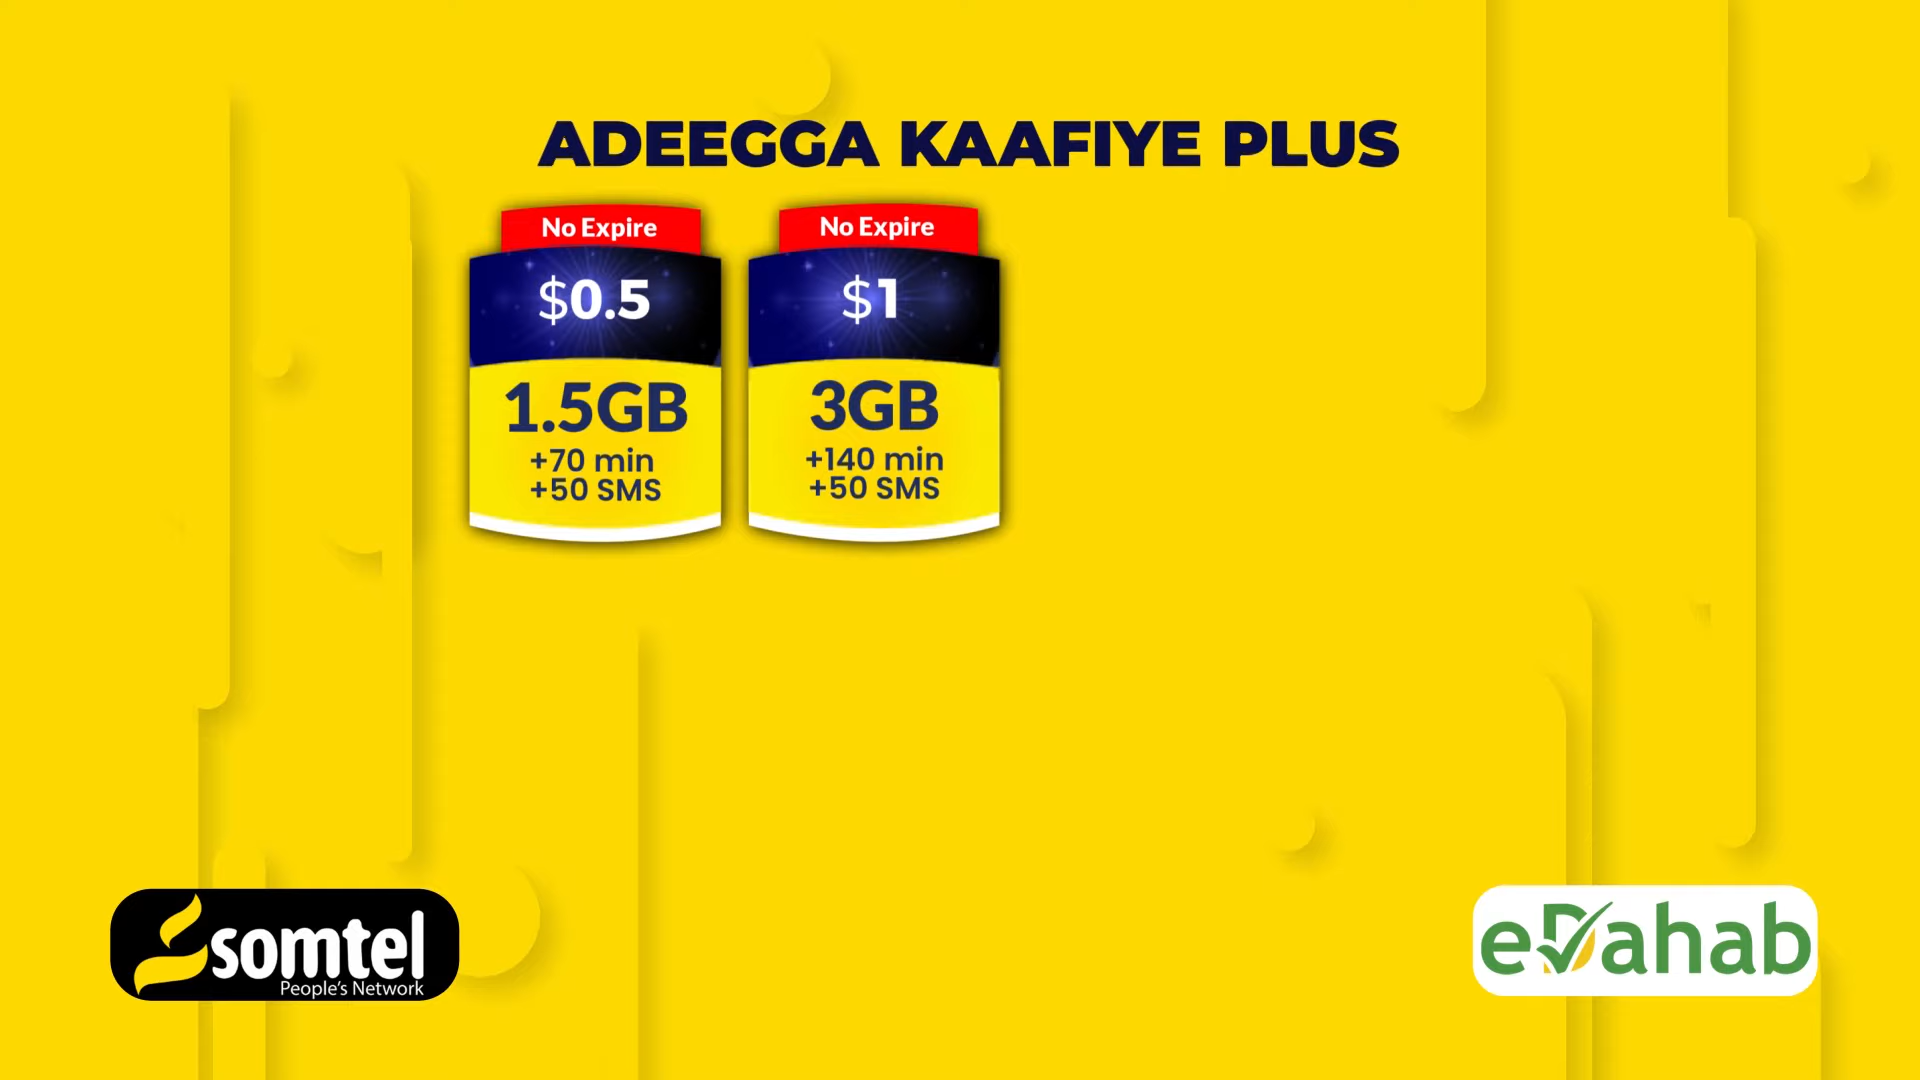 ADEEGGA KAAFIYE PLUS
No Expire
$0.5
1.5GB
+70 min
+50 SMS
No Expire
$1
3GB
+140 min
+50 SMS
somtel
People's Network
eDahab